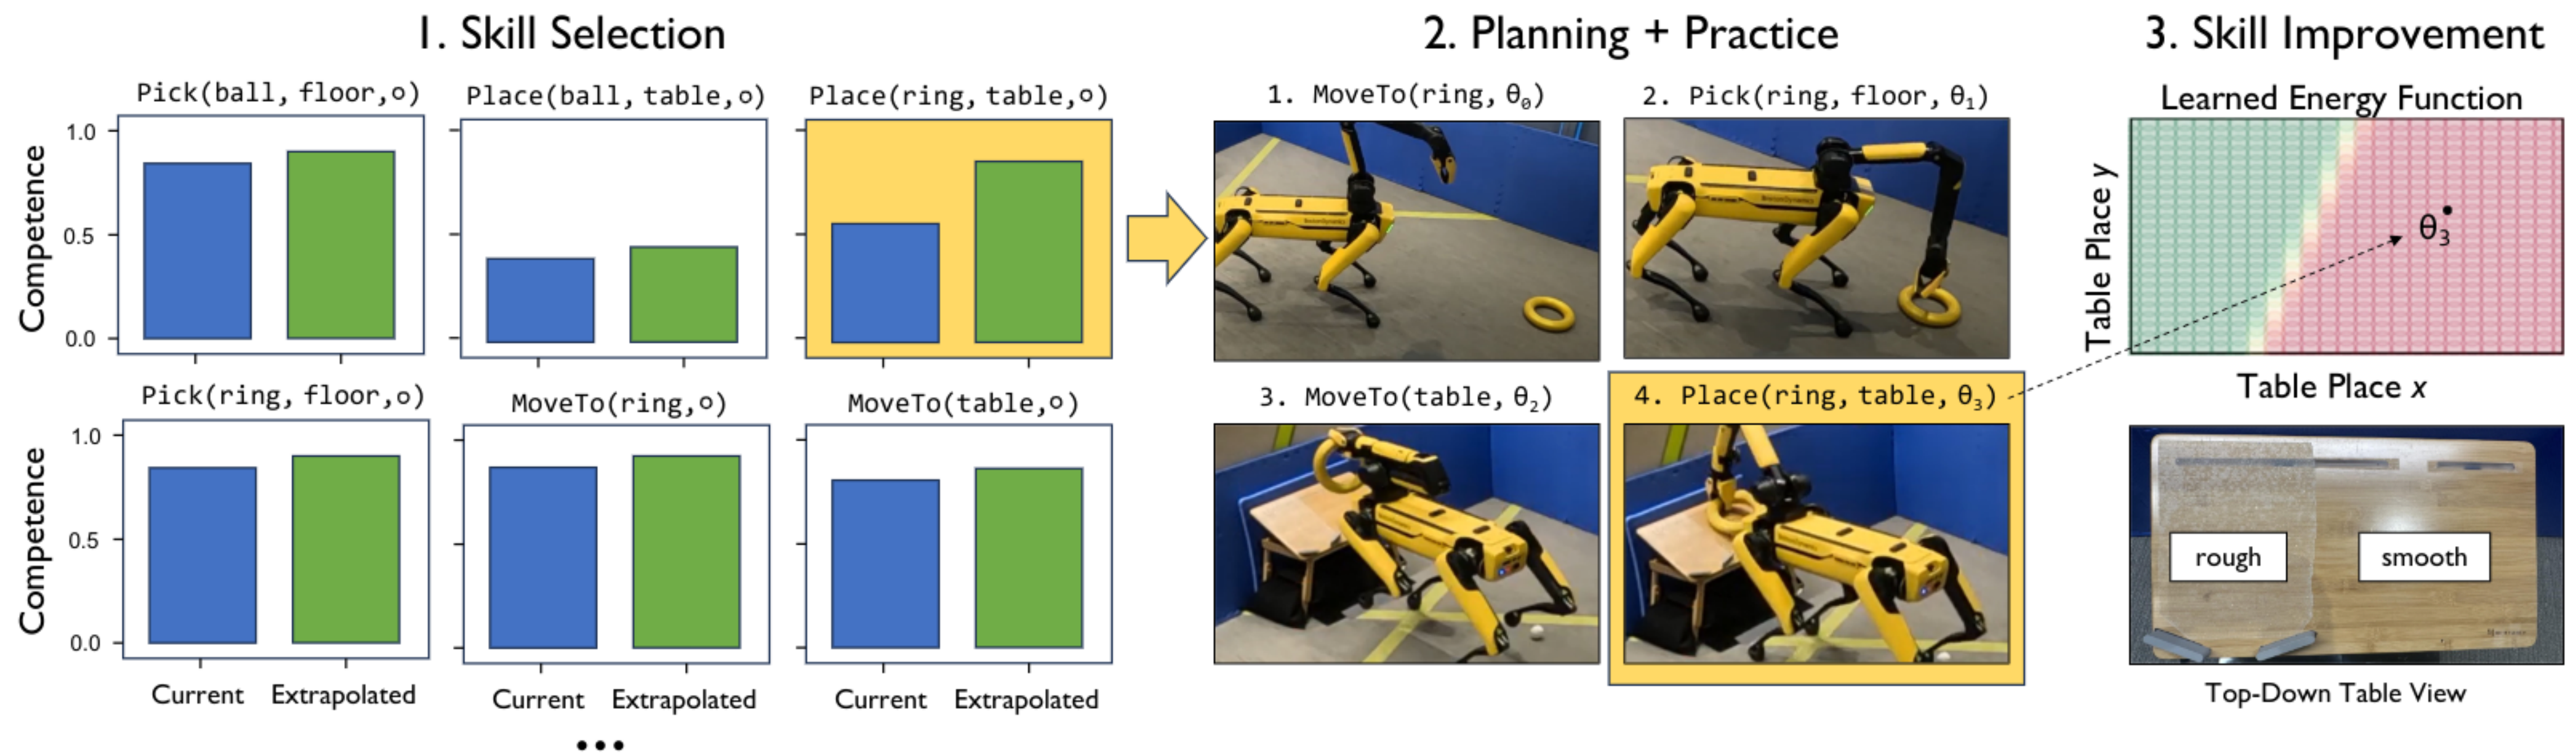 1. Skill Selection
2. Planning + Practice
3. Skill Improvement
Pick(ball, floor,○)
Place(ball, table,○)
Place(ring, table,○)
Competence
1.0
0.5
0.0
Pick(ring, floor,○)
MoveTo(ring,○)
MoveTo(table,○)
Competence
1.0
0.5
0.0
Current
Extrapolated
Current
Extrapolated
Current
Extrapolated
...
1. MoveTo(ring, θ₀)
2. Pick(ring, floor, θ₁)
3. MoveTo(table, θ₂)
4. Place(ring, table, θ₃)
Learned Energy Function
Table Place y
θ₃
Table Place x
rough
smooth
Top-Down Table View